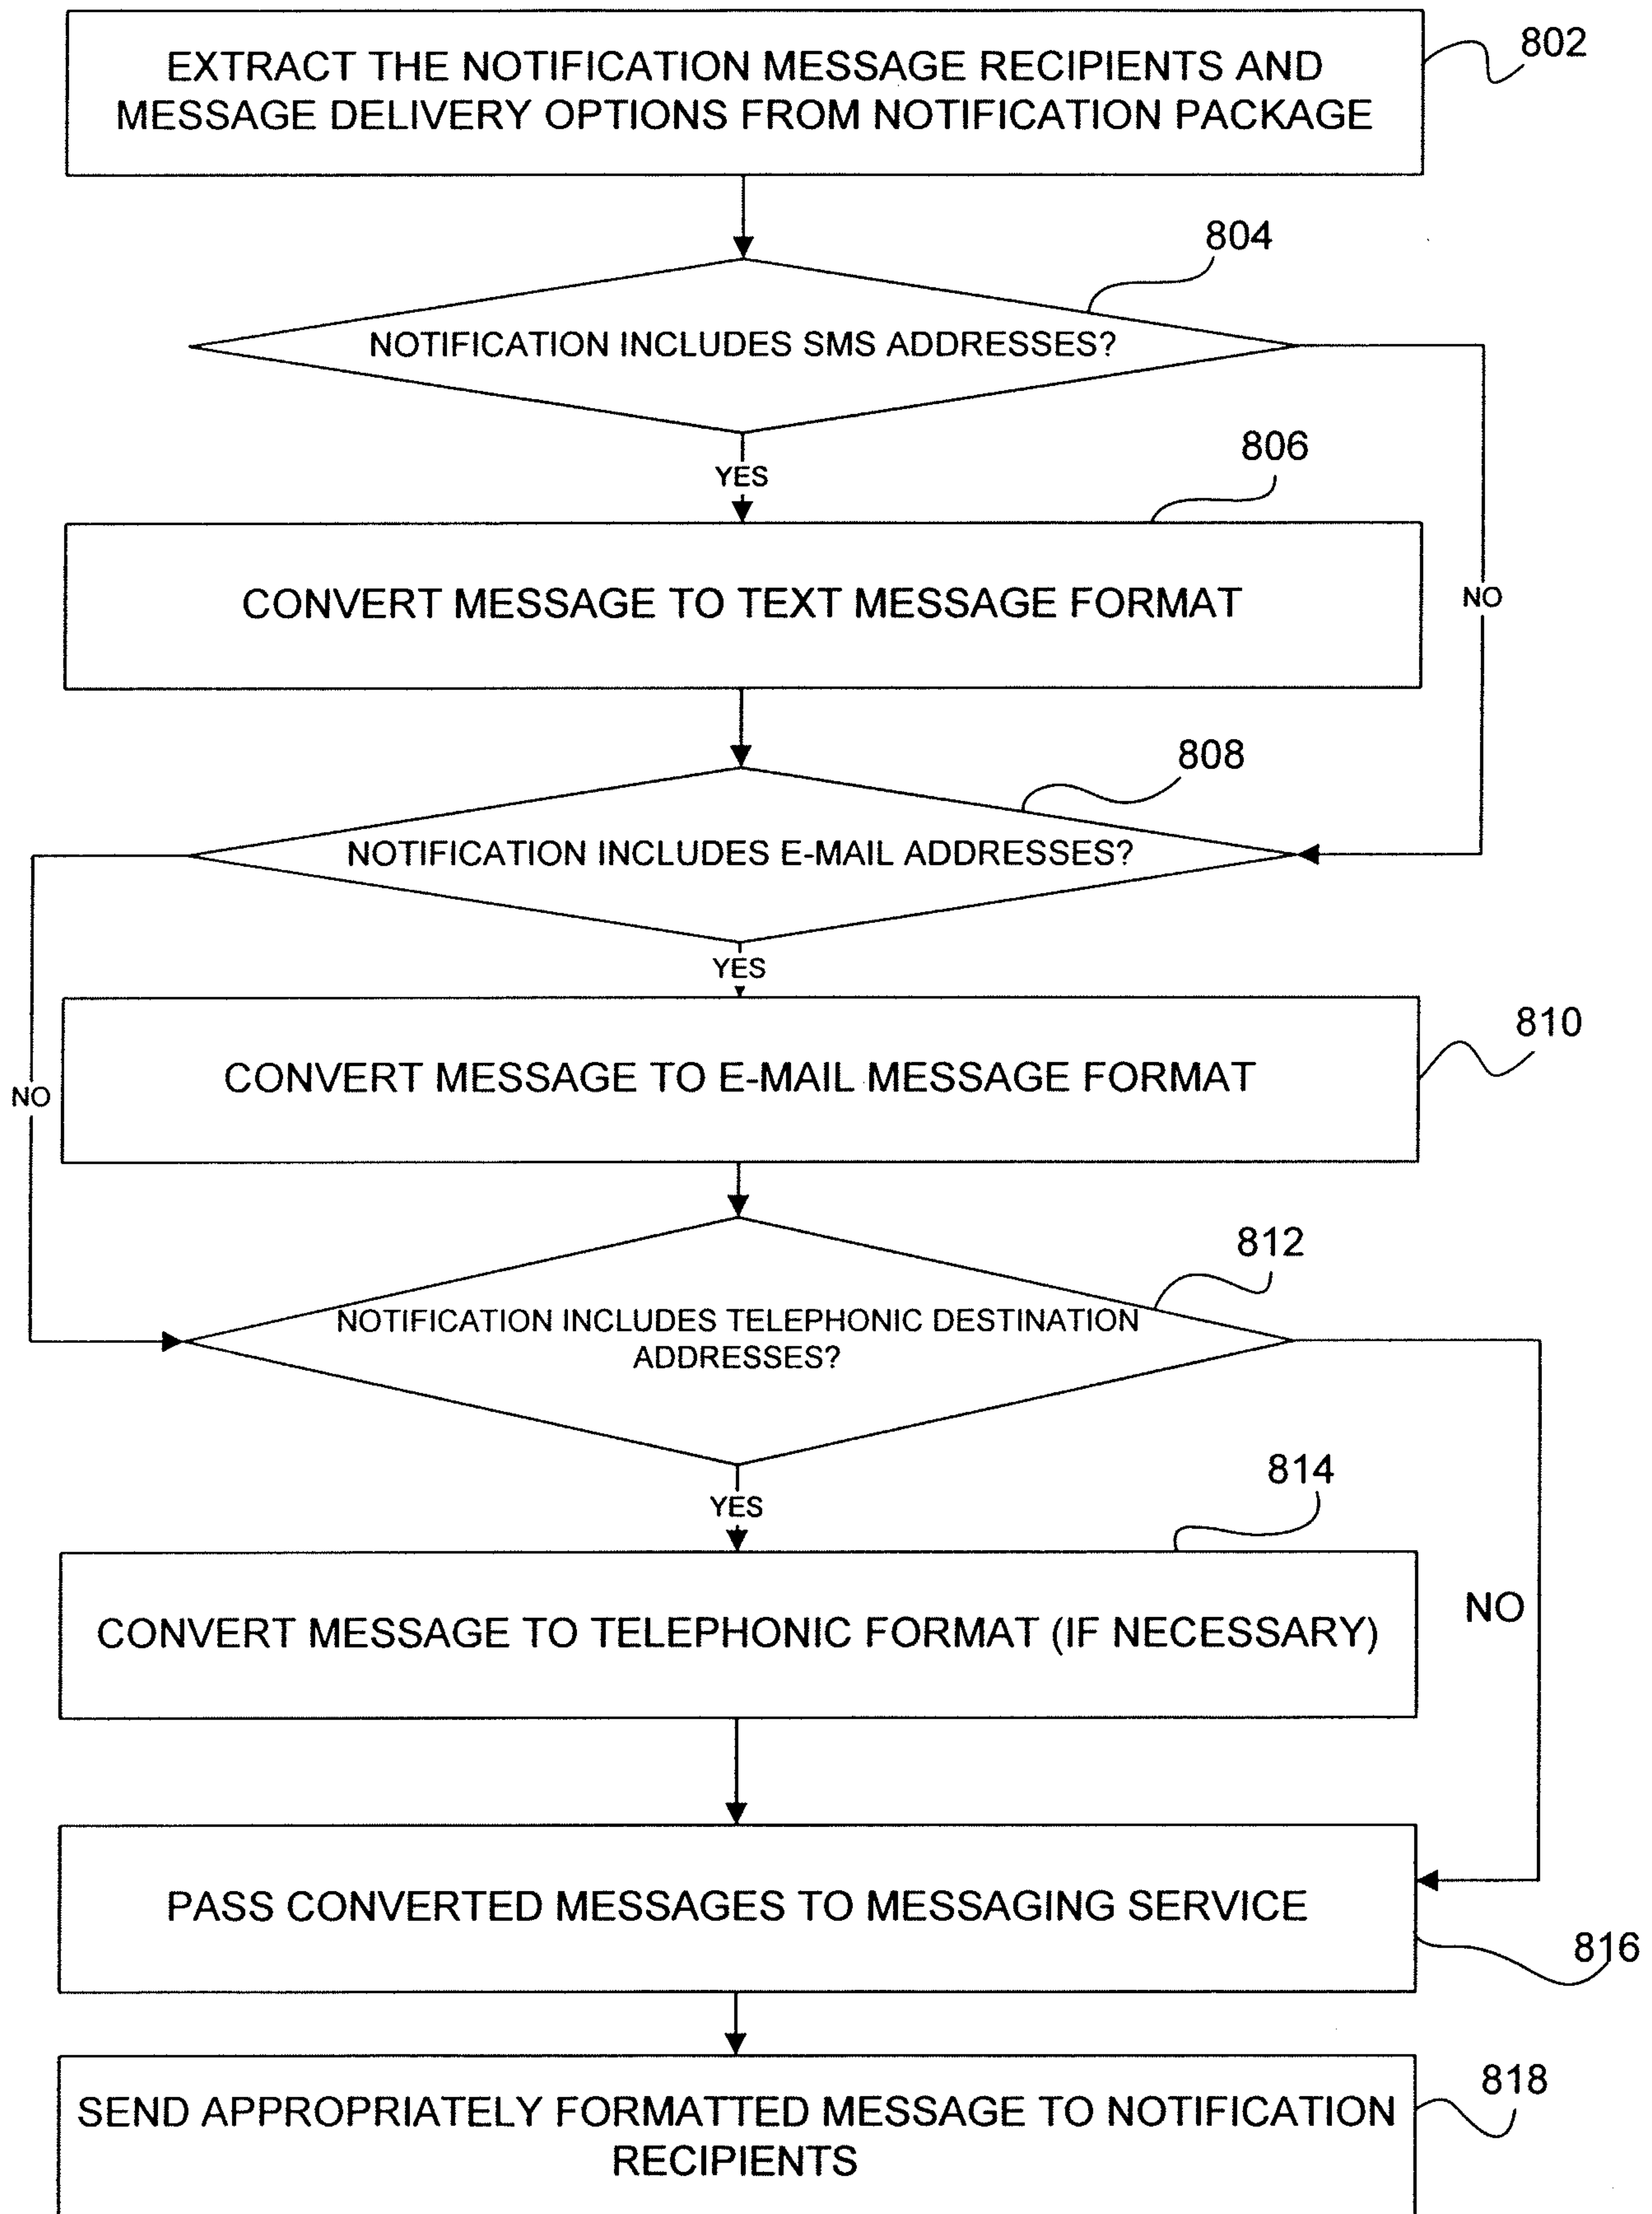 EXTRACT THE NOTIFICATION MESSAGE RECIPIENTS AND
MESSAGE DELIVERY OPTIONS FROM NOTIFICATION PACKAGE
802
804
NOTIFICATION INCLUDES SMS ADDRESSES?
806
YES
CONVERT MESSAGE TO TEXT MESSAGE FORMAT
NO
808
NOTIFICATION INCLUDES E-MAIL ADDRESSES?
YES
810
CONVERT MESSAGE TO E-MAIL MESSAGE FORMAT
NO
812
NOTIFICATION INCLUDES TELEPHONIC DESTINATION
ADDRESSES?
814
YES
CONVERT MESSAGE TO TELEPHONIC FORMAT (IF NECESSARY)
NO
PASS CONVERTED MESSAGES TO MESSAGING SERVICE
816
818
SEND APPROPRIATELY FORMATTED MESSAGE TO NOTIFICATION
RECIPIENTS